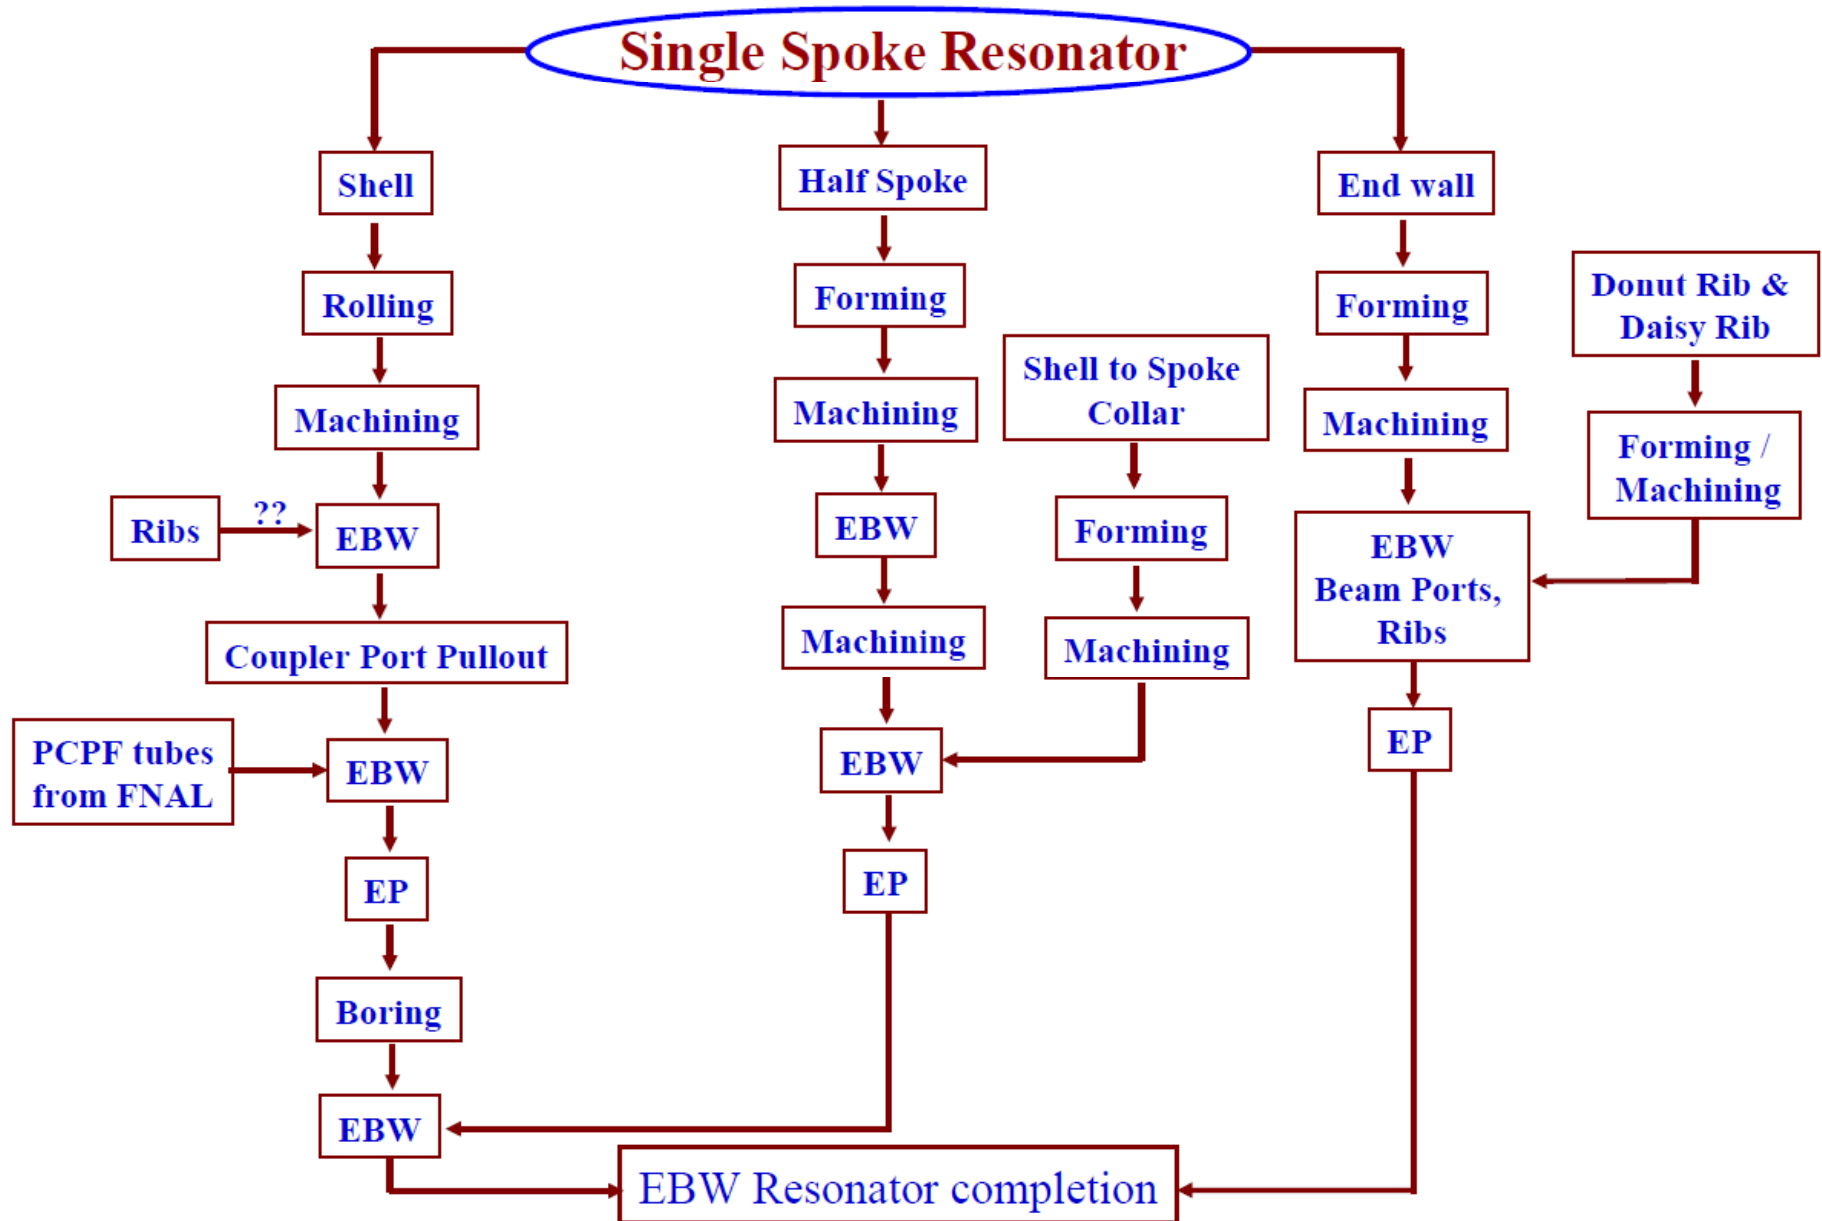 Single Spoke Resonator
Shell
Rolling
Machining
Ribs
??
EBW
Coupler Port Pullout
PCPF tubes
from FNAL
EBW
EP
Boring
EBW
Half Spoke
Forming
Machining
EBW
Machining
EBW
EP
Shell to Spoke
Collar
Forming
Machining
End wall
Forming
Machining
EBW
Beam Ports,
Ribs
EP
Donut Rib &
Daisy Rib
Forming /
Machining
EBW Resonator completion